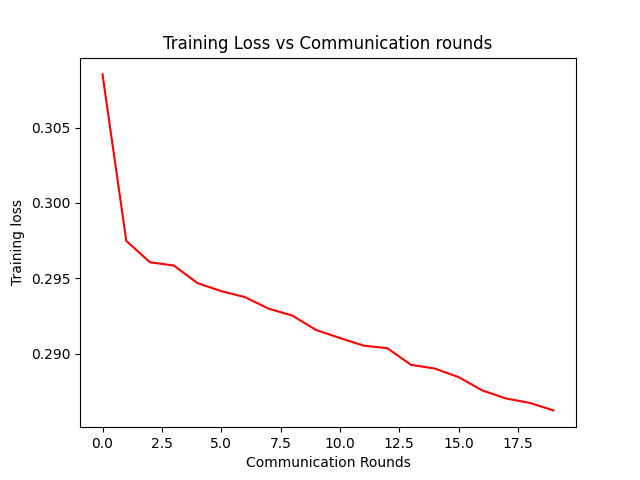 Training Loss vs Communication rounds
0.305
0.300
0.295
0.290
Training loss
0.0 2.5 5.0 7.5 10.0 12.5 15.0 17.5
Communication Rounds